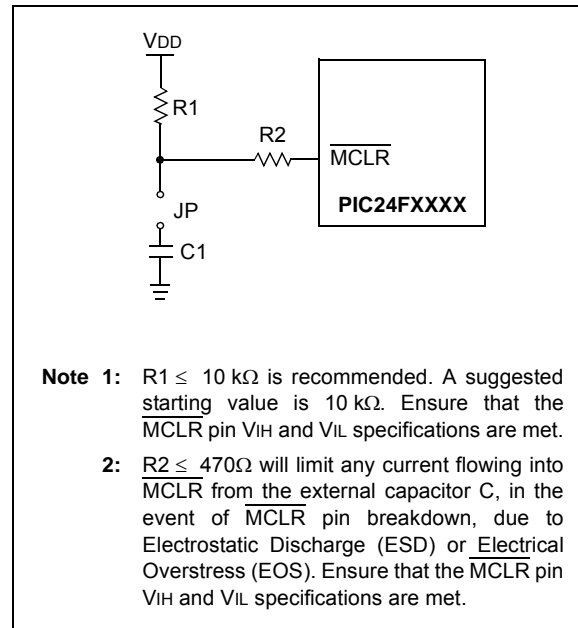 VDD
R1
R2
MCLR
JP
PIC24FXXXX
C1
Note 1: R1 ≤ 10 kΩ is recommended. A suggested
starting value is 10 kΩ. Ensure that the
MCLR pin VIH and VIL specifications are met.
2: R2 ≤ 470Ω will limit any current flowing into
MCLR from the external capacitor C, in the
event of MCLR pin breakdown, due to
Electrostatic Discharge (ESD) or Electrical
Overstress (EOS). Ensure that the MCLR pin
VIH and VIL specifications are met.